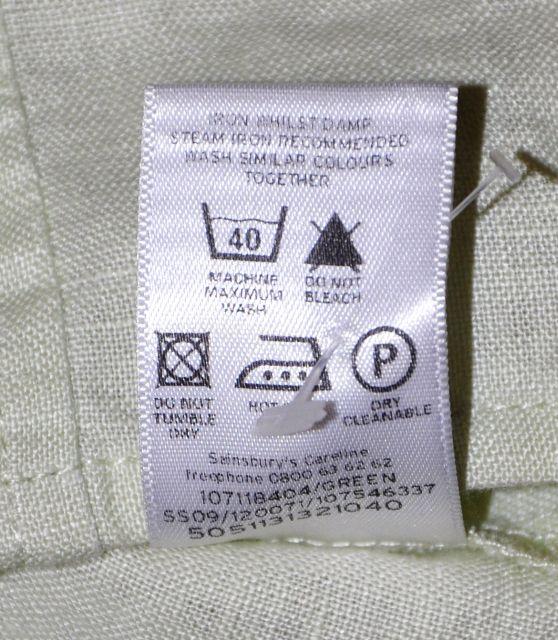 IRON WHILST DAMP
STEAM IRON RECOMMENDED
WASH SIMILAR COLOURS
TOGETHER
40
MACHINE
MAXIMUM
WASH
DO NOT
BLEACH
DO NOT
TUMBLE
DRY
HOT
P
DRY
CLEANABLE
Sainsbury's Careline
freephone 0800 63 62 62
107118404/GREEN
SS09/120071/107546337
5051131321040